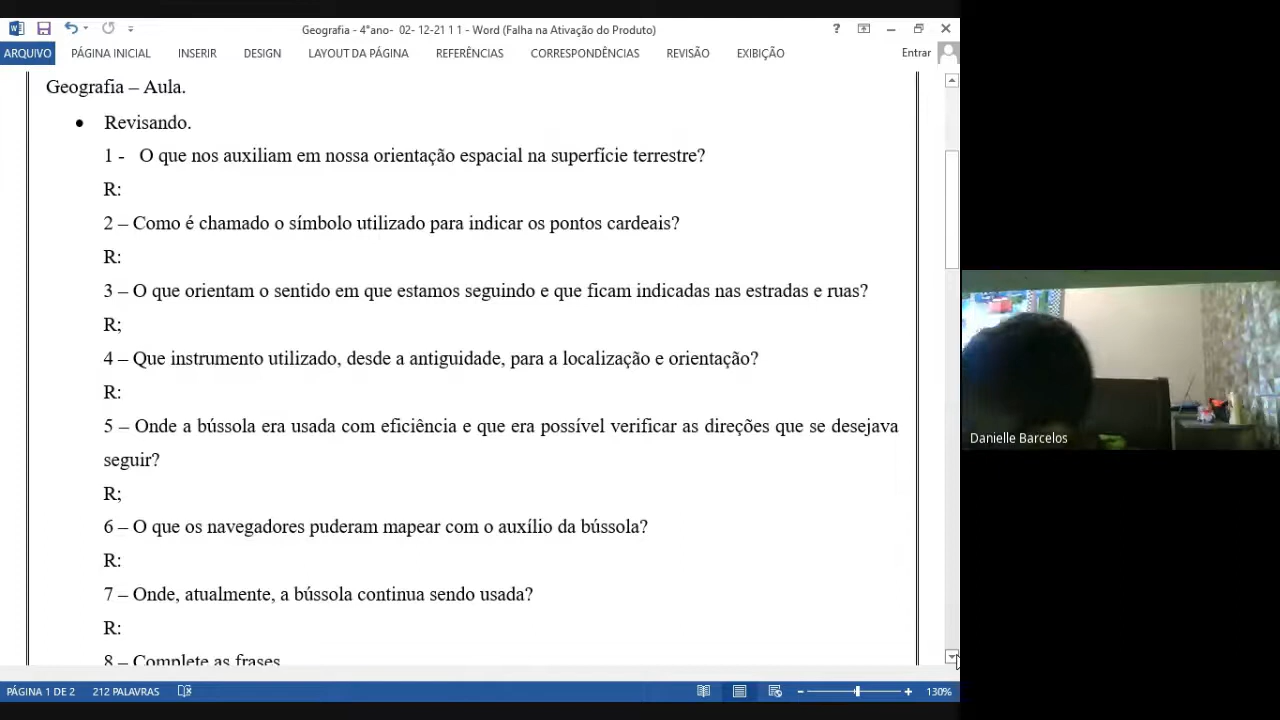 Geografia - 4°ano-  02- 12-21 1 1 - Word (Falha na Ativação do Produto)
ARQUIVO PÁGINA INICIAL INSERIR DESIGN LAYOUT DA PÁGINA REFERÊNCIAS CORRESPONDÊNCIAS REVISÃO EXIBIÇÃO Entrar
Geografia – Aula.
• Revisando.
1 -   O que nos auxiliam em nossa orientação espacial na superfície terrestre?
R:
2 – Como é chamado o símbolo utilizado para indicar os pontos cardeais?
R:
3 – O que orientam o sentido em que estamos seguindo e que ficam indicadas nas estradas e ruas?
R;
4 – Que instrumento utilizado, desde a antiguidade, para a localização e orientação?
R:
5 – Onde a bússola era usada com eficiência e que era possível verificar as direções que se desejava
seguir?
R;
6 – O que os navegadores puderam mapear com o auxílio da bússola?
R:
7 – Onde, atualmente, a bússola continua sendo usada?
R:
8 – Complete as frases
Danielle Barcelos
PÁGINA 1 DE 2 212 PALAVRAS 130%